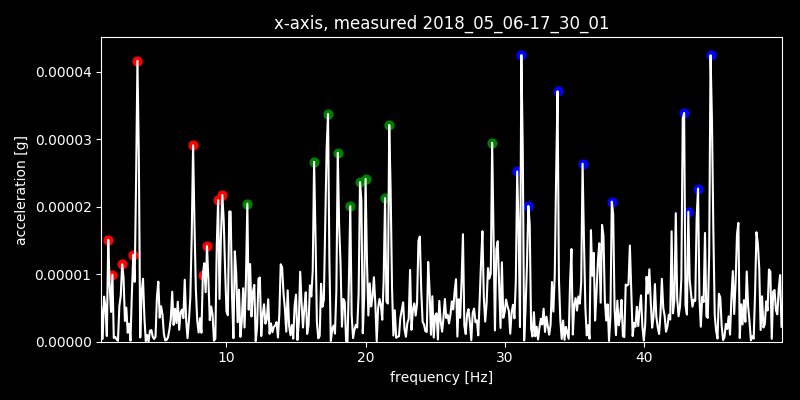 x-axis, measured 2018_05_06-17_30_01
acceleration [g]
0.00004
0.00003
0.00002
0.00001
0.00000
10 20 30 40
frequency [Hz]